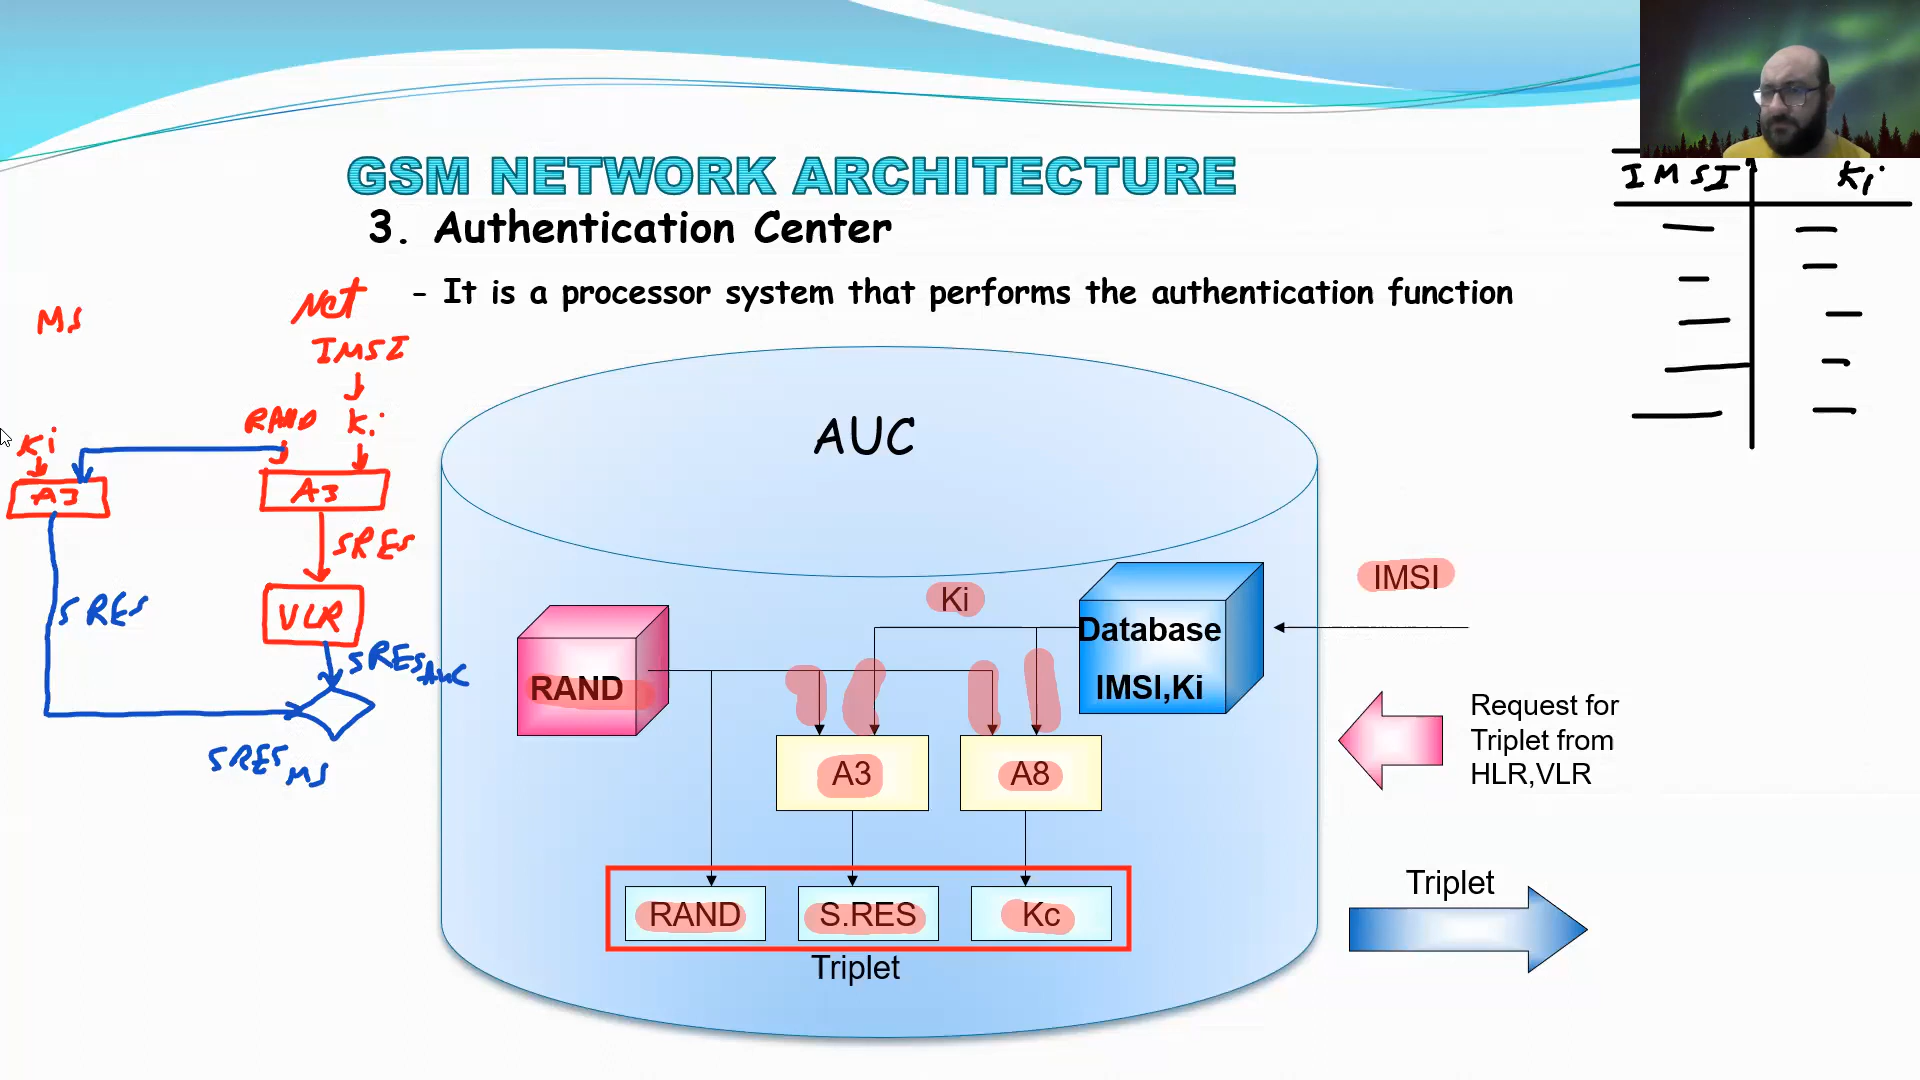 GSM NETWORK ARCHITECTURE
3. Authentication Center
- It is a processor system that performs the authentication function
IMSI Ki
MS
Net
IMSI
RAND Ki
Ki
A3
A3
SRES
VLR
SRES
SRES AUC
SRES MS
AUC
Ki
IMSI
RAND
Database
IMSI,Ki
A3
A8
Request for
Triplet from
HLR,VLR
RAND
S.RES
Kc
Triplet
Triplet